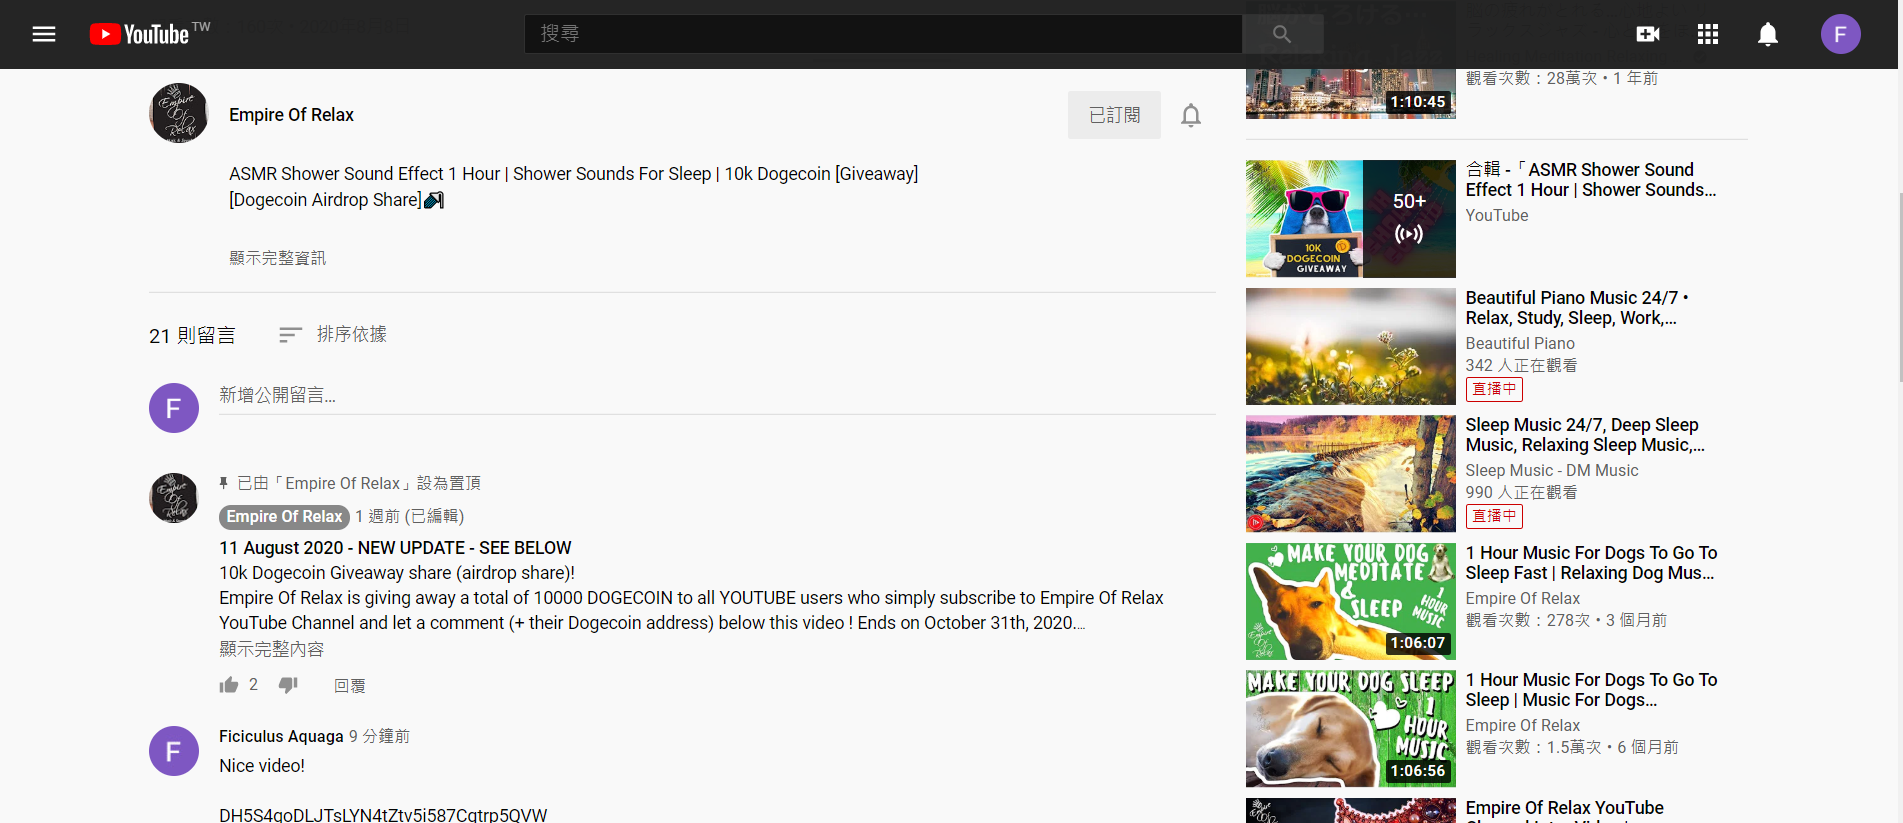 YouTube TW
搜尋
Empire Of Relax
已訂閱
ASMR Shower Sound Effect 1 Hour | Shower Sounds For Sleep | 10k Dogecoin [Giveaway]
[Dogecoin Airdrop Share]
顯示完整資訊
21 則留言
排序依據
F
新增公開留言...
已由「Empire Of Relax」設為置頂
Empire Of Relax 1 週前 (已編輯)
11 August 2020 - NEW UPDATE - SEE BELOW
10k Dogecoin Giveaway share (airdrop share)!
Empire Of Relax is giving away a total of 10000 DOGECOIN to all YOUTUBE users who simply subscribe to Empire Of Relax
YouTube Channel and let a comment (+ their Dogecoin address) below this video ! Ends on October 31th, 2020....
顯示完整內容
2
回覆
F
Ficiculus Aquaga 9 分鐘前
Nice video!
DH5S4goDLJTsLYN4tZtv5i587Cgtrp5QVW
F
觀看次數：28萬次 • 1 年前
1:10:45
50+
10K
DOGECOIN
GIVEAWAY
合輯 -「ASMR Shower Sound
Effect 1 Hour | Shower Sounds...
YouTube
Beautiful Piano Music 24/7 •
Relax, Study, Sleep, Work,...
Beautiful Piano
342 人正在觀看
直播中
Sleep Music 24/7, Deep Sleep
Music, Relaxing Sleep Music,...
Sleep Music - DM Music
990 人正在觀看
直播中
MAKE YOUR DOG
MEDITATE
&
SLEEP
1
HOUR
MUSIC
1:06:07
1 Hour Music For Dogs To Go To
Sleep Fast | Relaxing Dog Mus...
Empire Of Relax
觀看次數：278次 • 3 個月前
MAKE YOUR DOG SLEEP
1
HOUR
MUSIC
1:06:56
1 Hour Music For Dogs To Go To
Sleep | Music For Dogs...
Empire Of Relax
觀看次數：1.5萬次 • 6 個月前
Empire Of Relax YouTube